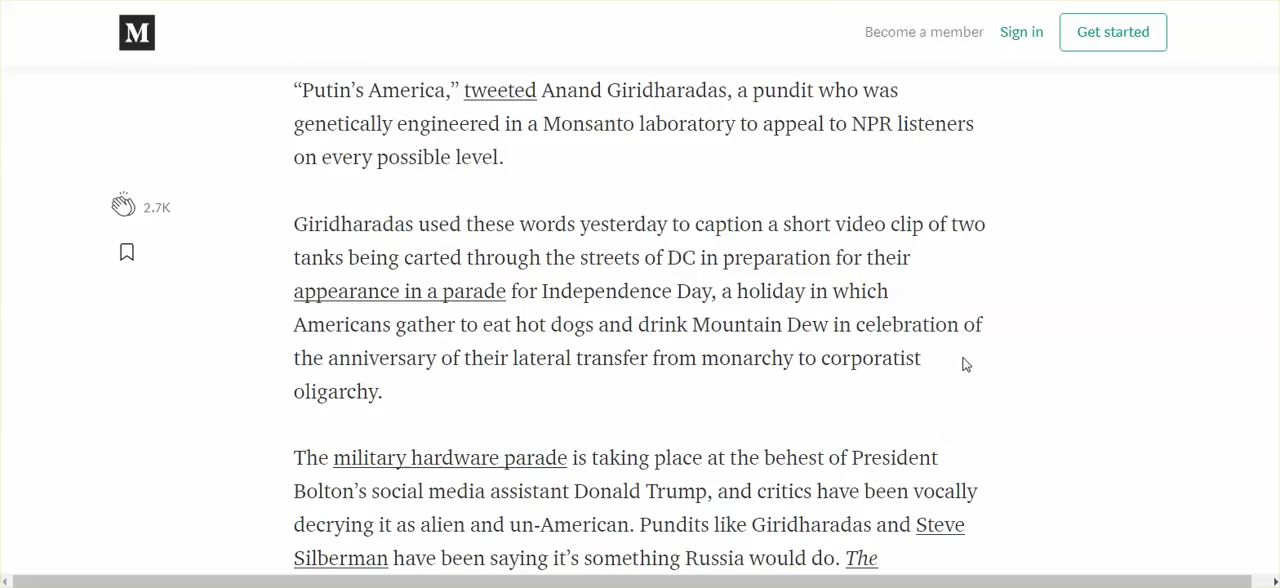 M
Become a member Sign in Get started
“Putin’s America,” tweeted Anand Giridharadas, a pundit who was
genetically engineered in a Monsanto laboratory to appeal to NPR listeners
on every possible level.
2.7K
Giridharadas used these words yesterday to caption a short video clip of two
tanks being carted through the streets of DC in preparation for their
appearance in a parade for Independence Day, a holiday in which
Americans gather to eat hot dogs and drink Mountain Dew in celebration of
the anniversary of their lateral transfer from monarchy to corporatist
oligarchy.
The military hardware parade is taking place at the behest of President
Bolton’s social media assistant Donald Trump, and critics have been vocally
decrying it as alien and un-American. Pundits like Giridharadas and Steve
Silberman have been saying it’s something Russia would do. The